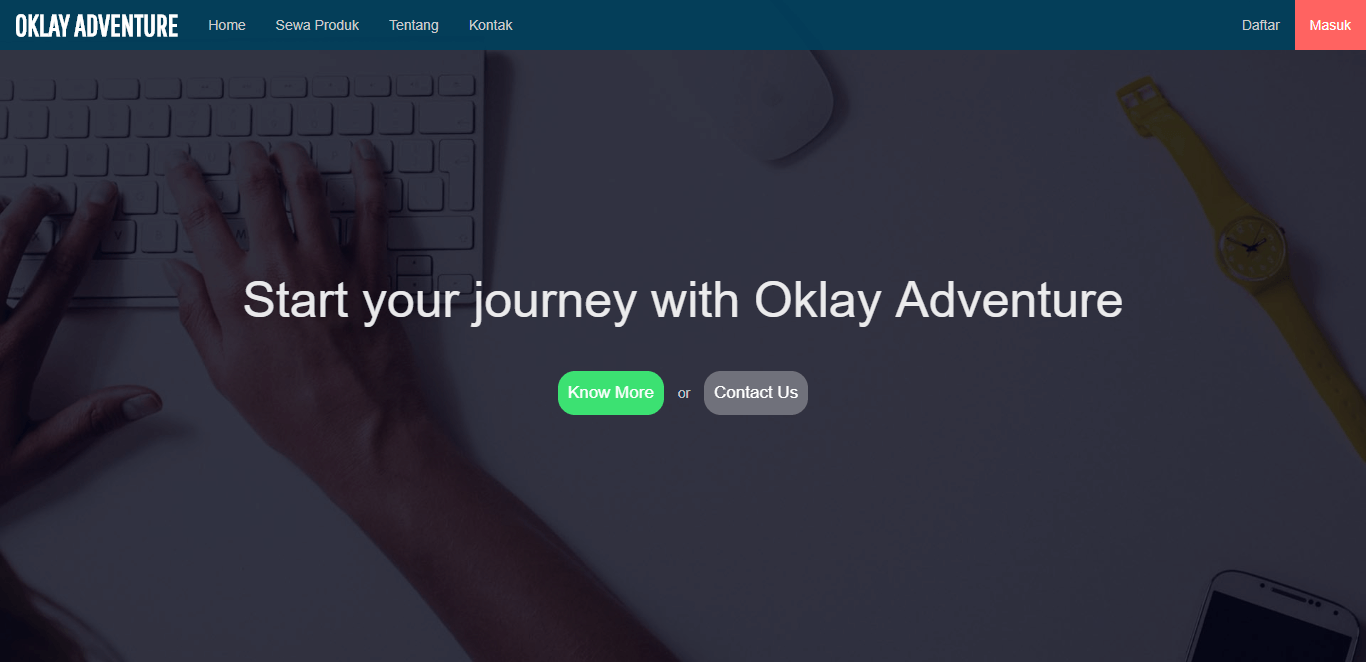 OKLAY ADVENTURE Home Sewa Produk Tentang Kontak Daftar Masuk
Start your journey with Oklay Adventure
Know More or Contact Us